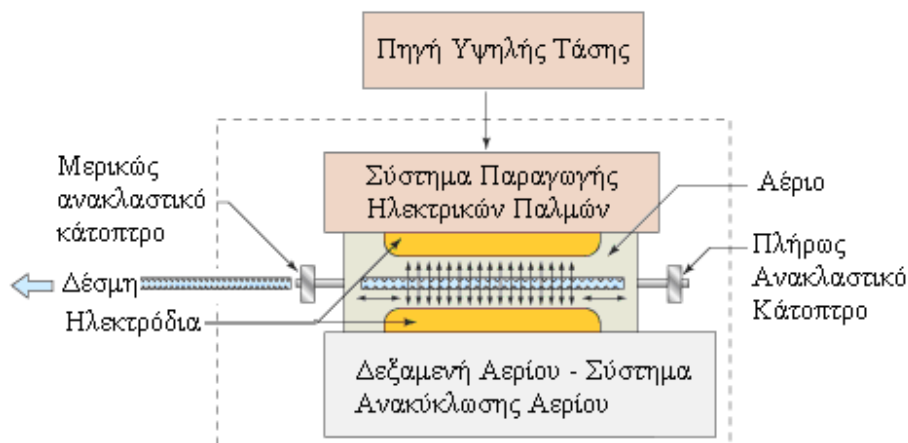 Πηγή Υψηλής Τάσης
Μερικώς
ανακλαστικό
κάτοπτρο
Σύστημα Παραγωγής
Ηλεκτρικών Παλμών
Αέριο
Πλήρως
Ανακλαστικό
Κάτοπτρο
Δέσμη
Ηλεκτρόδια
Δεξαμενή Αερίου - Σύστημα
Ανακύκλωσης Αερίου